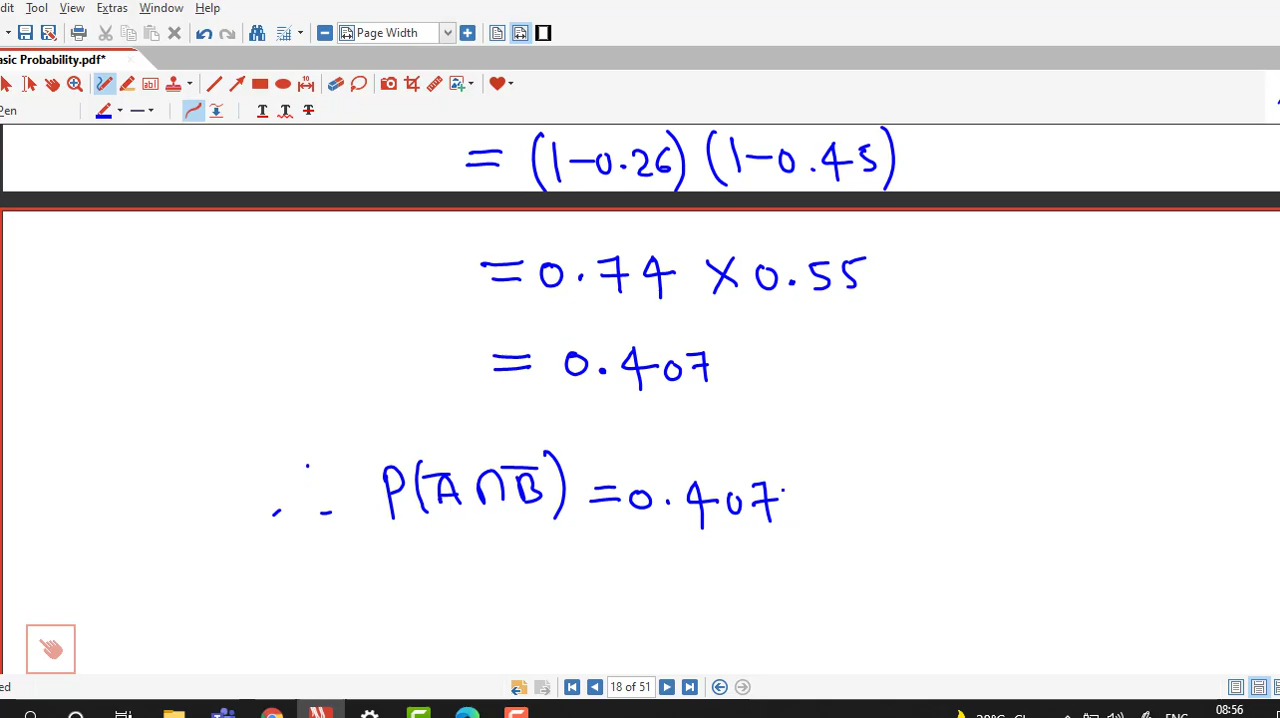 dit Tool View Extras Window Help
Page Width
asic Probability.pdf*
Pen
= (1-0.26) (1-0.45)
= 0.74 × 0.55
= 0.407
∴ P(A̅ ∩ B̅) = 0.407
ed
18 of 51
08:56
ENG